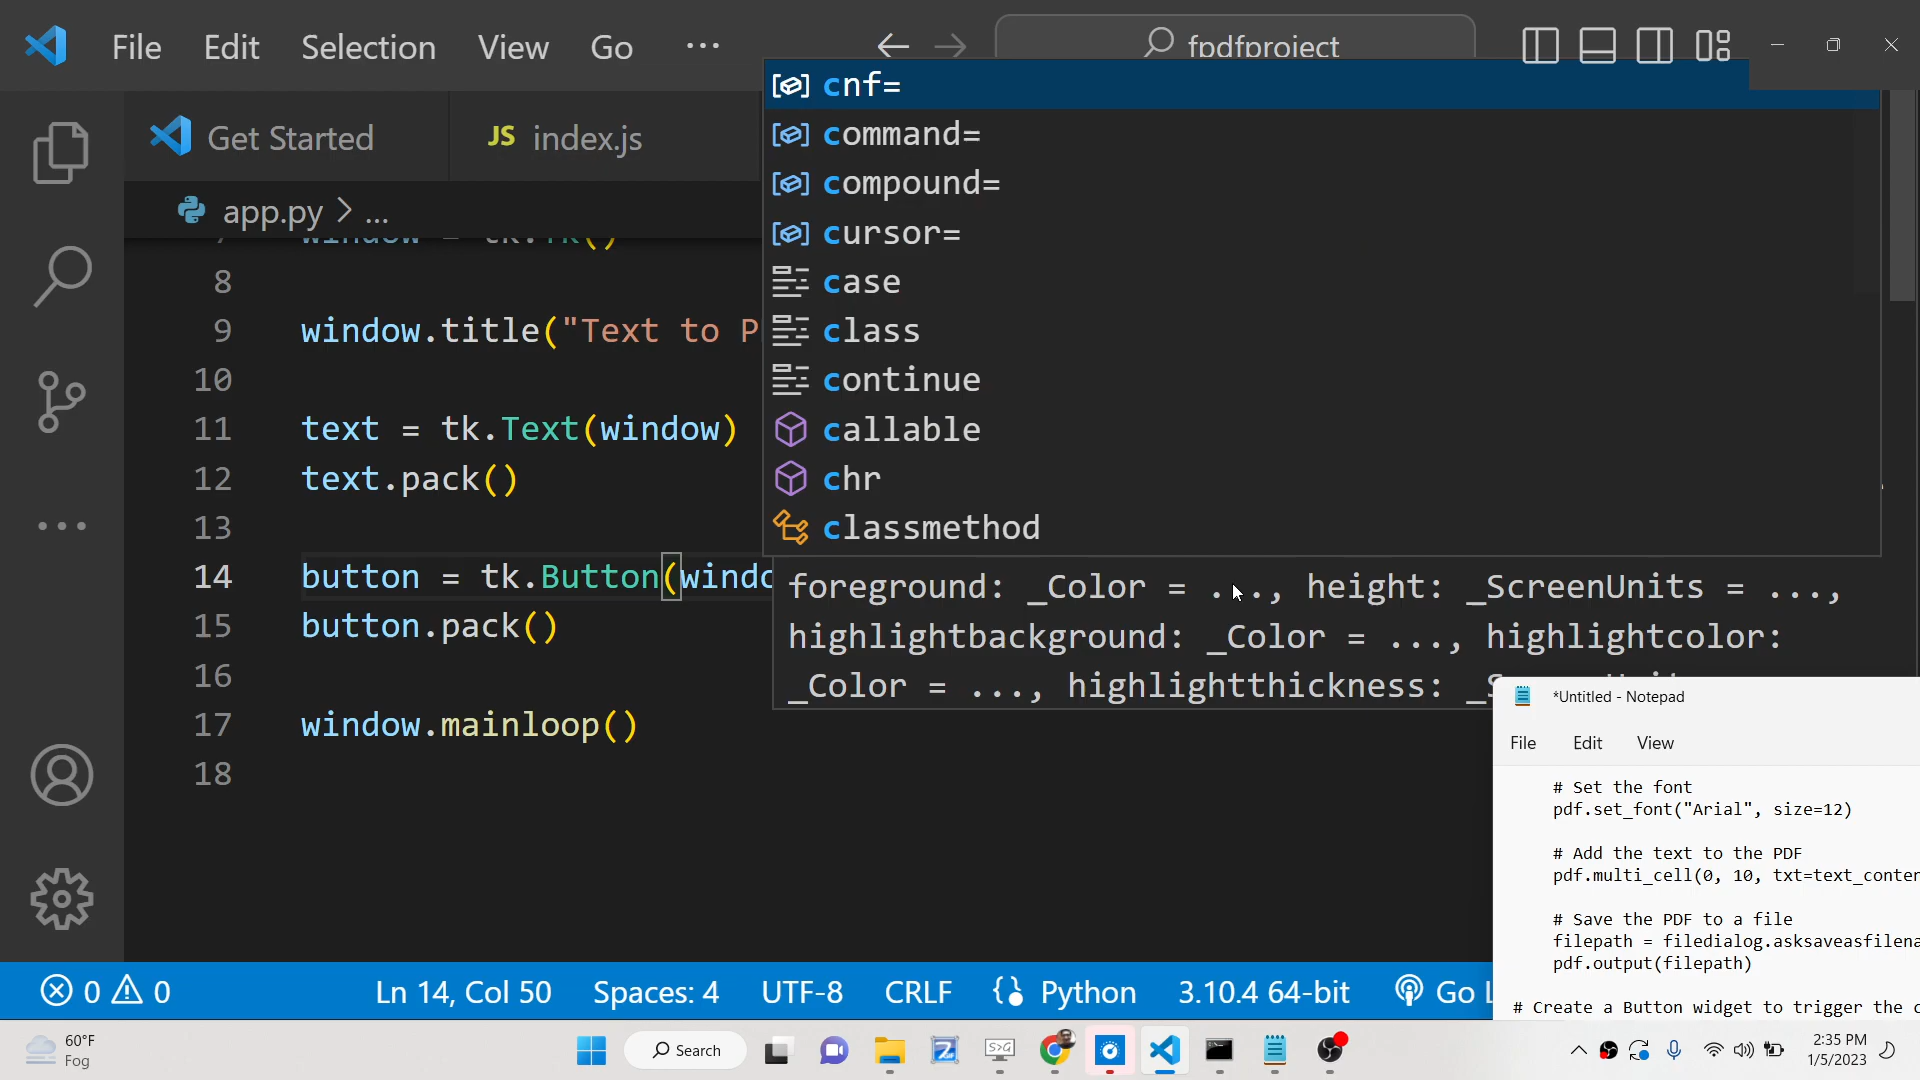 File Edit Selection View Go ... fpdfproject
Get Started JS index.js
app.py > ...
cnf=
command=
compound=
cursor=
case
class
continue
callable
chr
classmethod
7 window = tk.Tk()
8
9 window.title("Text to P
10
11 text = tk.Text(window)
12 text.pack()
13
14 button = tk.Button(windo
15 button.pack()
16
17 window.mainloop()
18
foreground: _Color = ..., height: _ScreenUnits = ...,
highlightbackground: _Color = ..., highlightcolor:
_Color = ..., highlightthickness:
*Untitled - Notepad
File Edit View
# Set the font
pdf.set_font("Arial", size=12)
# Add the text to the PDF
pdf.multi_cell(0, 10, txt=text_conten
# Save the PDF to a file
filepath = filedialog.asksaveasfilena
pdf.output(filepath)
# Create a Button widget to trigger the c
0 0 Ln 14, Col 50 Spaces: 4 UTF-8 CRLF Python 3.10.4 64-bit Go L
60°F
Fog
Search
2:35 PM
1/5/2023